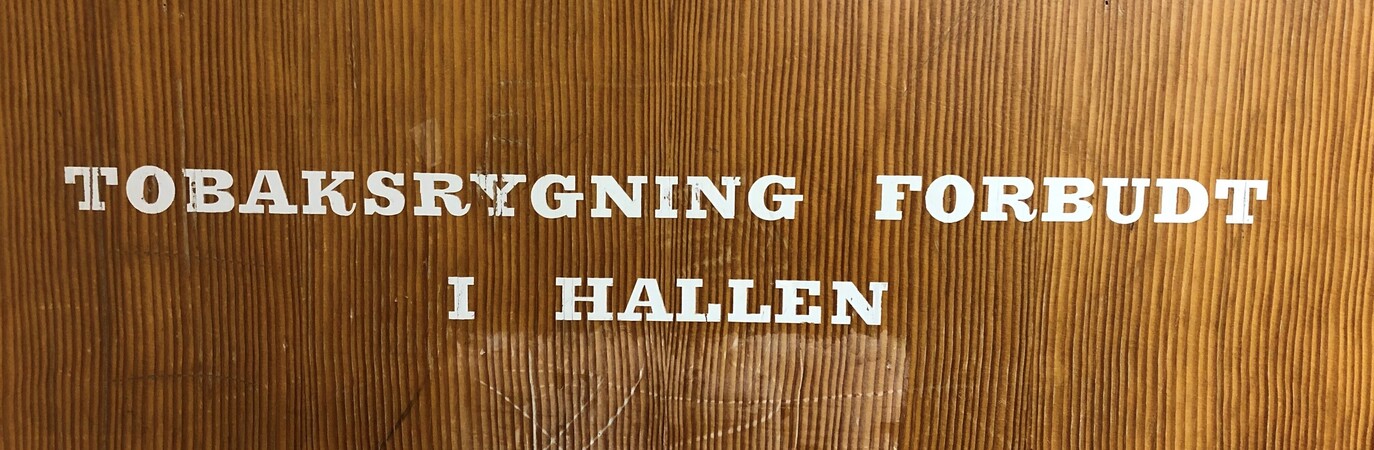 TOBAKSRYGNING FORBUDT
I HALLEN